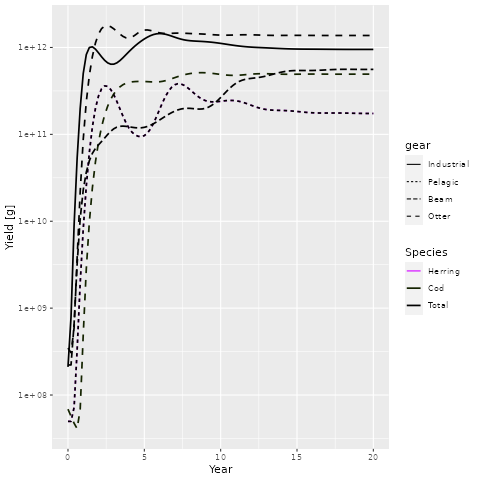 1e+12
1e+11
1e+10
1e+09
1e+08
Yield [g]
0 5 10 15 20
Year
gear
Industrial
Pelagic
Beam
Otter
Species
Herring
Cod
Total